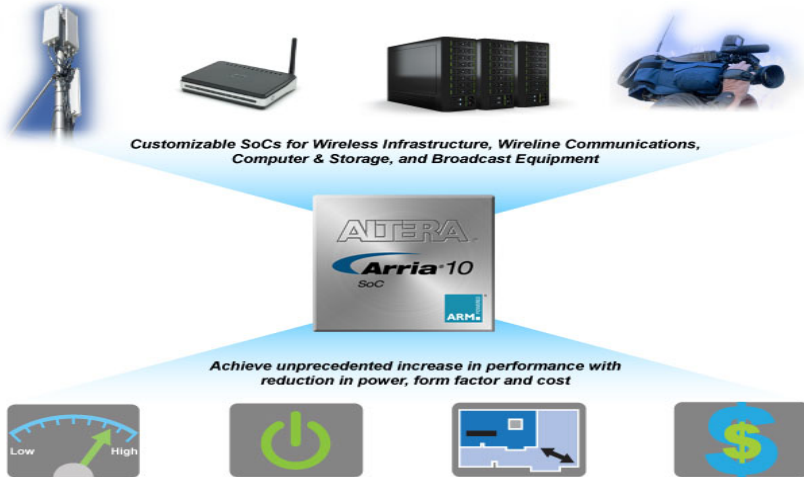 Customizable SoCs for Wireless Infrastructure, Wireline Communications,
Computer & Storage, and Broadcast Equipment
ALTERA
Arria 10
SoC
ARM
Achieve unprecedented increase in performance with
reduction in power, form factor and cost
Low High
$
$